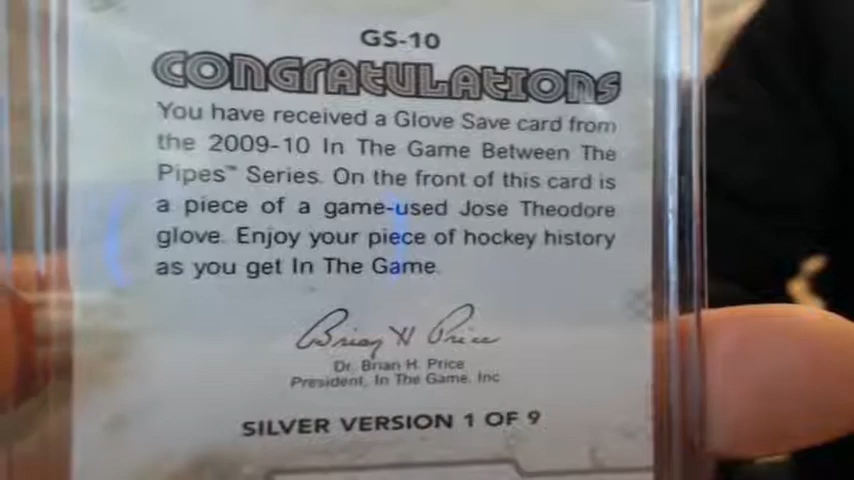 GS-10
CONGRATULATIONS
You have received a Glove Save card from
the 2009-10 In The Game Between The
Pipes™ Series. On the front of this card is
a piece of a game-used Jose Theodore
glove. Enjoy your piece of hockey history
as you get In The Game.
Brian H Price
Dr. Brian H. Price
President, In The Game, Inc
SILVER VERSION 1 OF 9